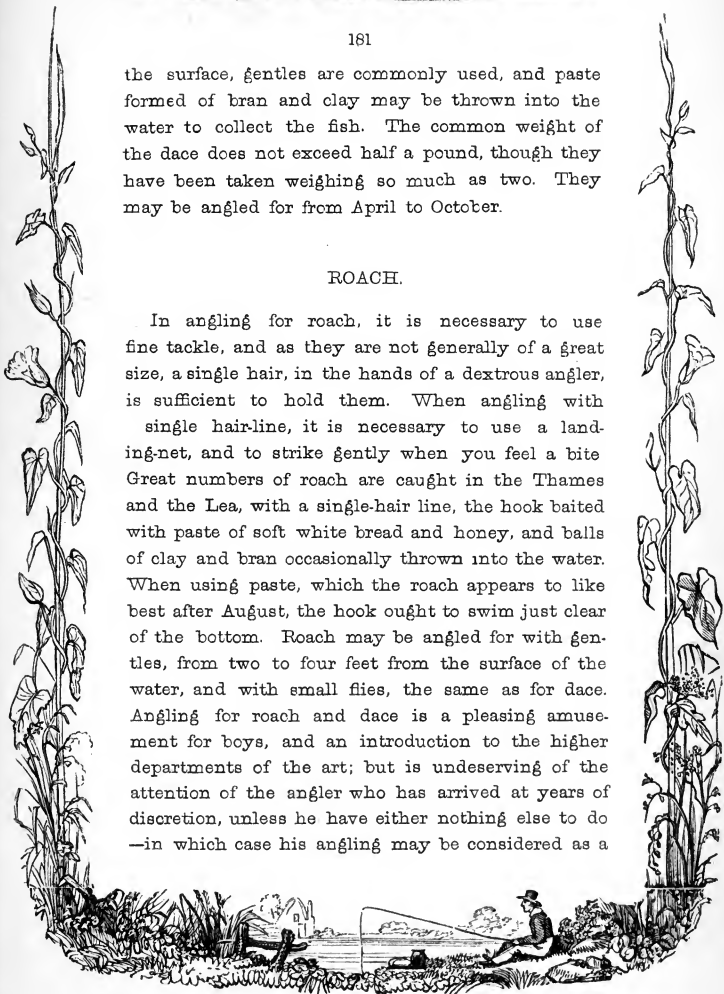 181
the surface, gentles are commonly used, and paste
formed of bran and clay may be thrown into the
water to collect the fish. The common weight of
the dace does not exceed half a pound, though they
have been taken weighing so much as two. They
may be angled for from April to October.
ROACH.
In angling for roach, it is necessary to use
fine tackle, and as they are not generally of a great
size, a single hair, in the hands of a dextrous angler,
is sufficient to hold them. When angling with
single hair-line, it is necessary to use a land-
ing-net, and to strike gently when you feel a bite
Great numbers of roach are caught in the Thames
and the Lea, with a single-hair line, the hook baited
with paste of soft white bread and honey, and balls
of clay and bran occasionally thrown into the water.
When using paste, which the roach appears to like
best after August, the hook ought to swim just clear
of the bottom. Roach may be angled for with gen-
tles, from two to four feet from the surface of the
water, and with small flies, the same as for dace.
Angling for roach and dace is a pleasing amuse-
ment for boys, and an introduction to the higher
departments of the art; but is undeserving of the
attention of the angler who has arrived at years of
discretion, unless he have either nothing else to do
—in which case his angling may be considered as a